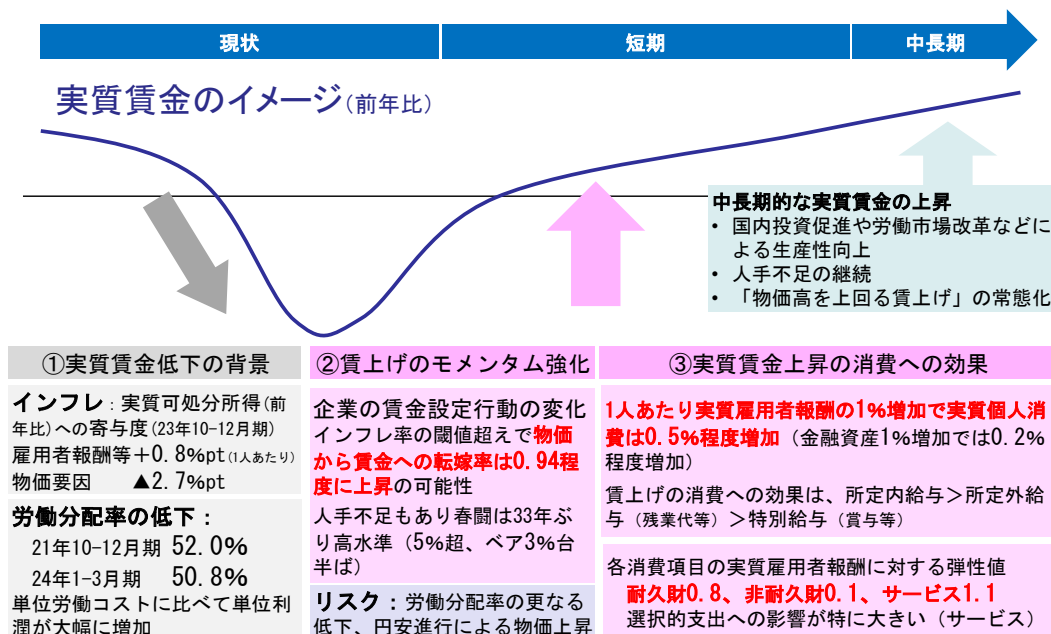 現状
短期
中長期
実質賃金のイメージ(前年比)
中長期的な実質賃金の上昇
• 国内投資促進や労働市場改革などに
よる生産性向上
• 人手不足の継続
• 「物価高を上回る賃上げ」の常態化
①実質賃金低下の背景
インフレ：実質可処分所得(前
年比)への寄与度(23年10-12月期)
雇用者報酬等＋0.8%pt(1人あたり)
物価要因 ▲2.7%pt
労働分配率の低下：
21年10-12月期 52.0%
24年1-3月期 50.8%
単位労働コストに比べて単位利
潤が大幅に増加
②賃上げのモメンタム強化
企業の賃金設定行動の変化
インフレ率の閾値超えで物価
から賃金への転嫁率は0.94程
度に上昇の可能性
人手不足もあり春闘は33年ぶ
り高水準（5%超、ベア3%台
半ば）
リスク：労働分配率の更なる
低下、円安進行による物価上昇
③実質賃金上昇の消費への効果
1人あたり実質雇用者報酬の1%増加で実質個人消
費は0.5%程度増加（金融資産1%増加では0.2%
程度増加）
賃上げの消費への効果は、所定内給与＞所定外給
与（残業代等）＞特別給与（賞与等）
各消費項目の実質雇用者報酬に対する弾性値
耐久財0.8、非耐久財0.1、サービス1.1
選択的支出への影響が特に大きい（サービス）